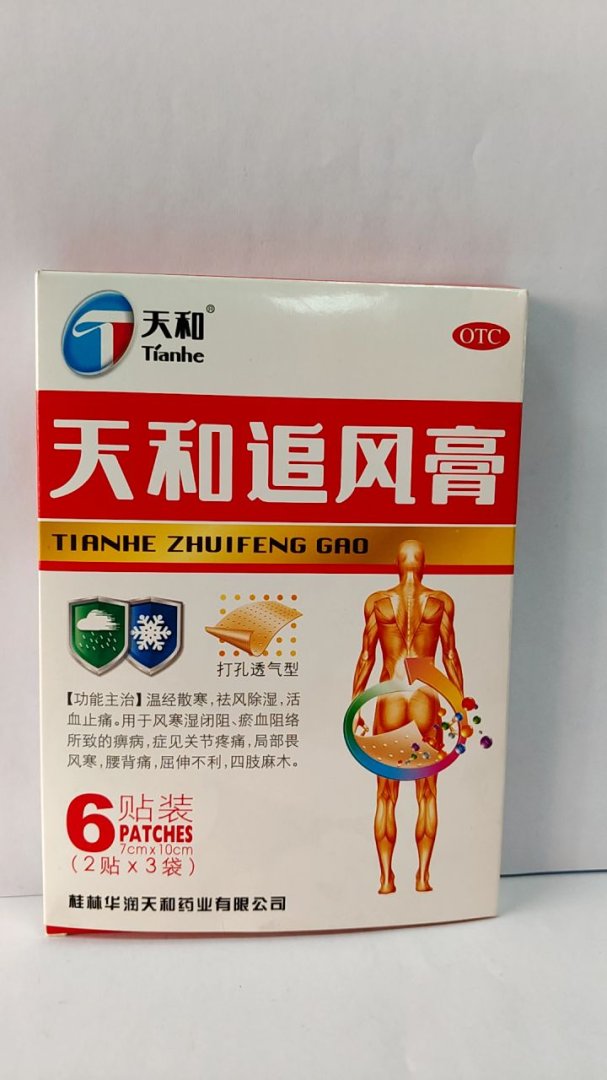 天和®
Tianhe
OTC
天和追风膏
TIANHE ZHUIFENG GAO
打孔透气型
【功能主治】温经散寒,祛风除湿,活
血止痛。用于风寒湿闭阻、瘀血阻络
所致的痹病,症见关节疼痛,局部畏
风寒,腰背痛,屈伸不利,四肢麻木。
6贴装
PATCHES
7cmx10cm
(2贴x3袋)
桂林华润天和药业有限公司